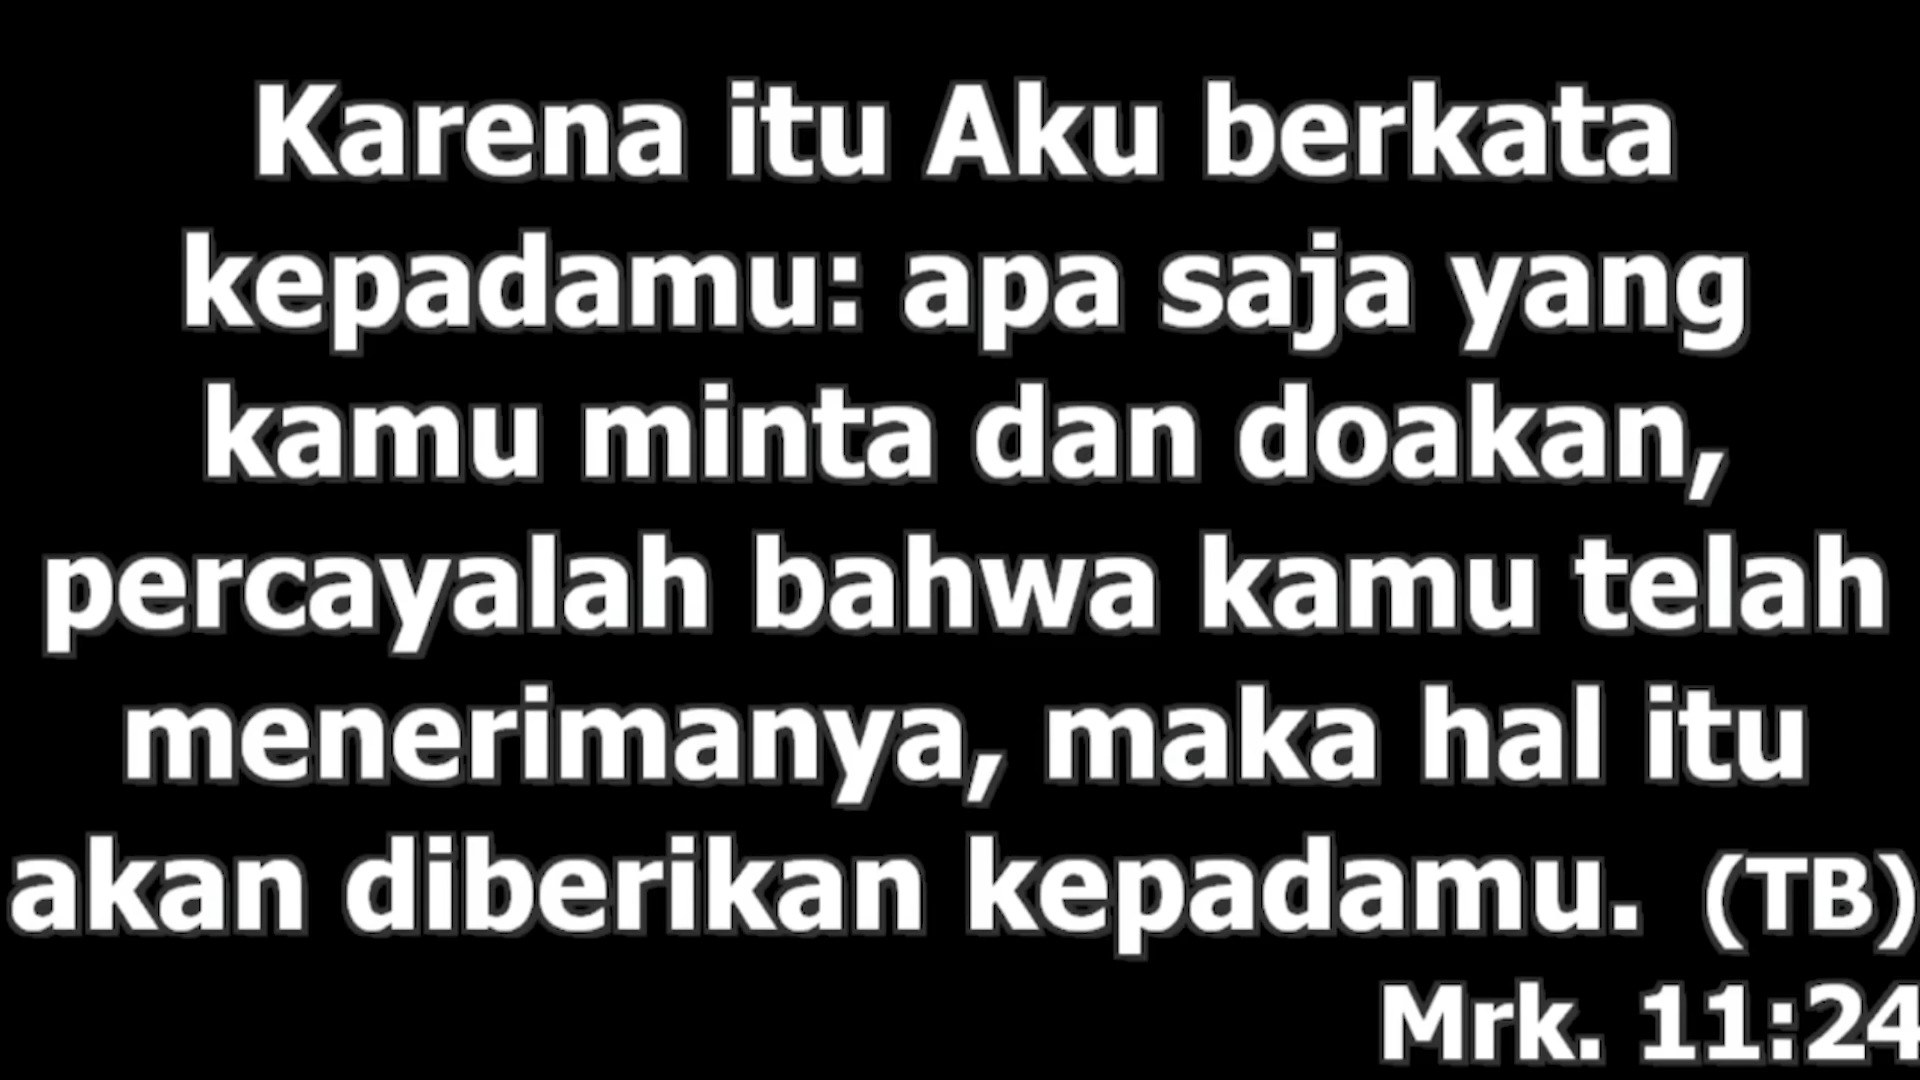 Karena itu Aku berkata
kepadamu: apa saja yang
kamu minta dan doakan,
percayalah bahwa kamu telah
menerimanya, maka hal itu
akan diberikan kepadamu. (TB)
Mrk. 11:24